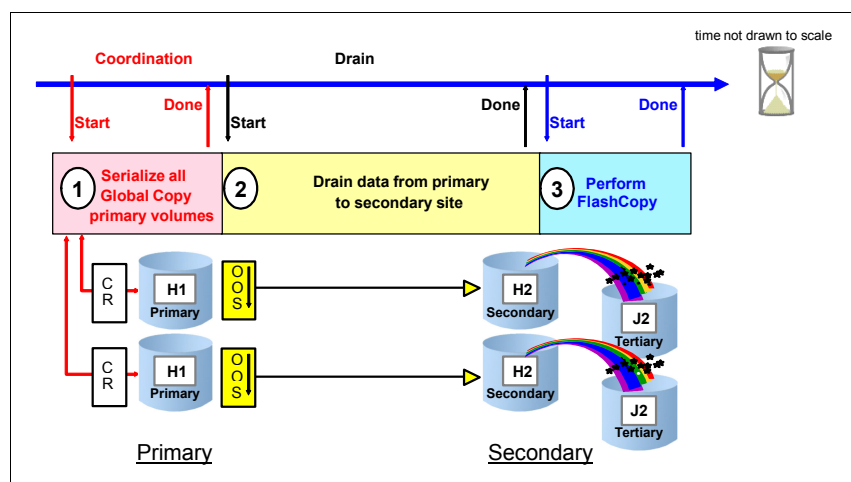 time not drawn to scale
Coordination
Drain
Start
Done
Start
Done
Start
Done
1
Serialize all
Global Copy
primary volumes
2
Drain data from primary
to secondary site
3
Perform
FlashCopy
C
R
H1
Primary
O
O
S
H2
Secondary
J2
Tertiary
C
R
H1
Primary
O
O
S
H2
Secondary
J2
Tertiary
Primary
Secondary